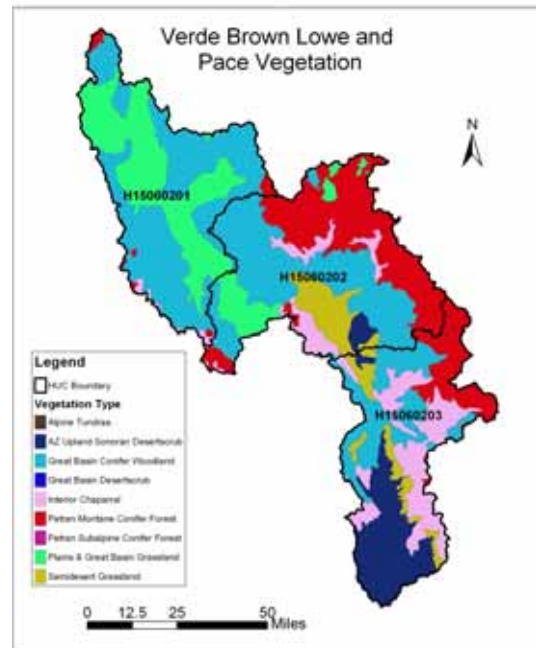 Verde Brown Lowe and
Pace Vegetation
N
H15060201
H15060202
H15060203
Legend
HUC Boundary
Vegetation Type
Alpine Tundras
AZ Upland Sonoran Desertscrub
Great Basin Conifer Woodland
Great Basin Desertscrub
Interior Chaparral
Petran Montane Conifer Forest
Petran Subalpine Conifer Forest
Plains & Great Basin Grassland
Semidesert Grassland
0 12.5 25 50
Miles